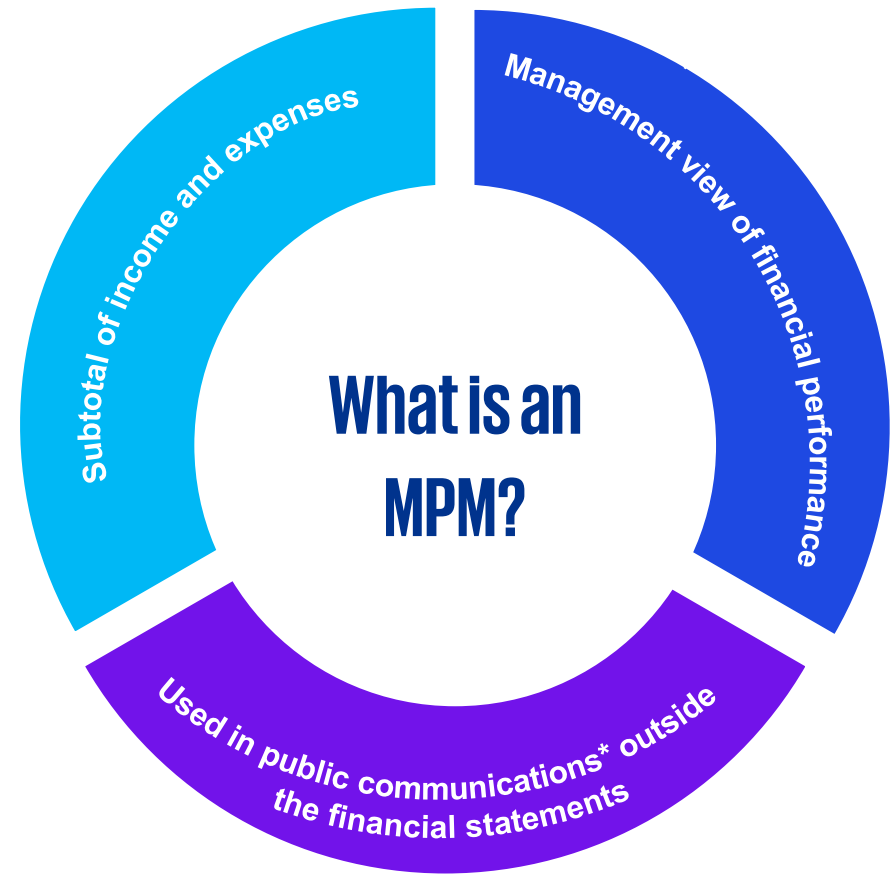 Subtotal of income and expenses
Management view of financial performance
What is an
MPM?
Used in public communications* outside
the financial statements